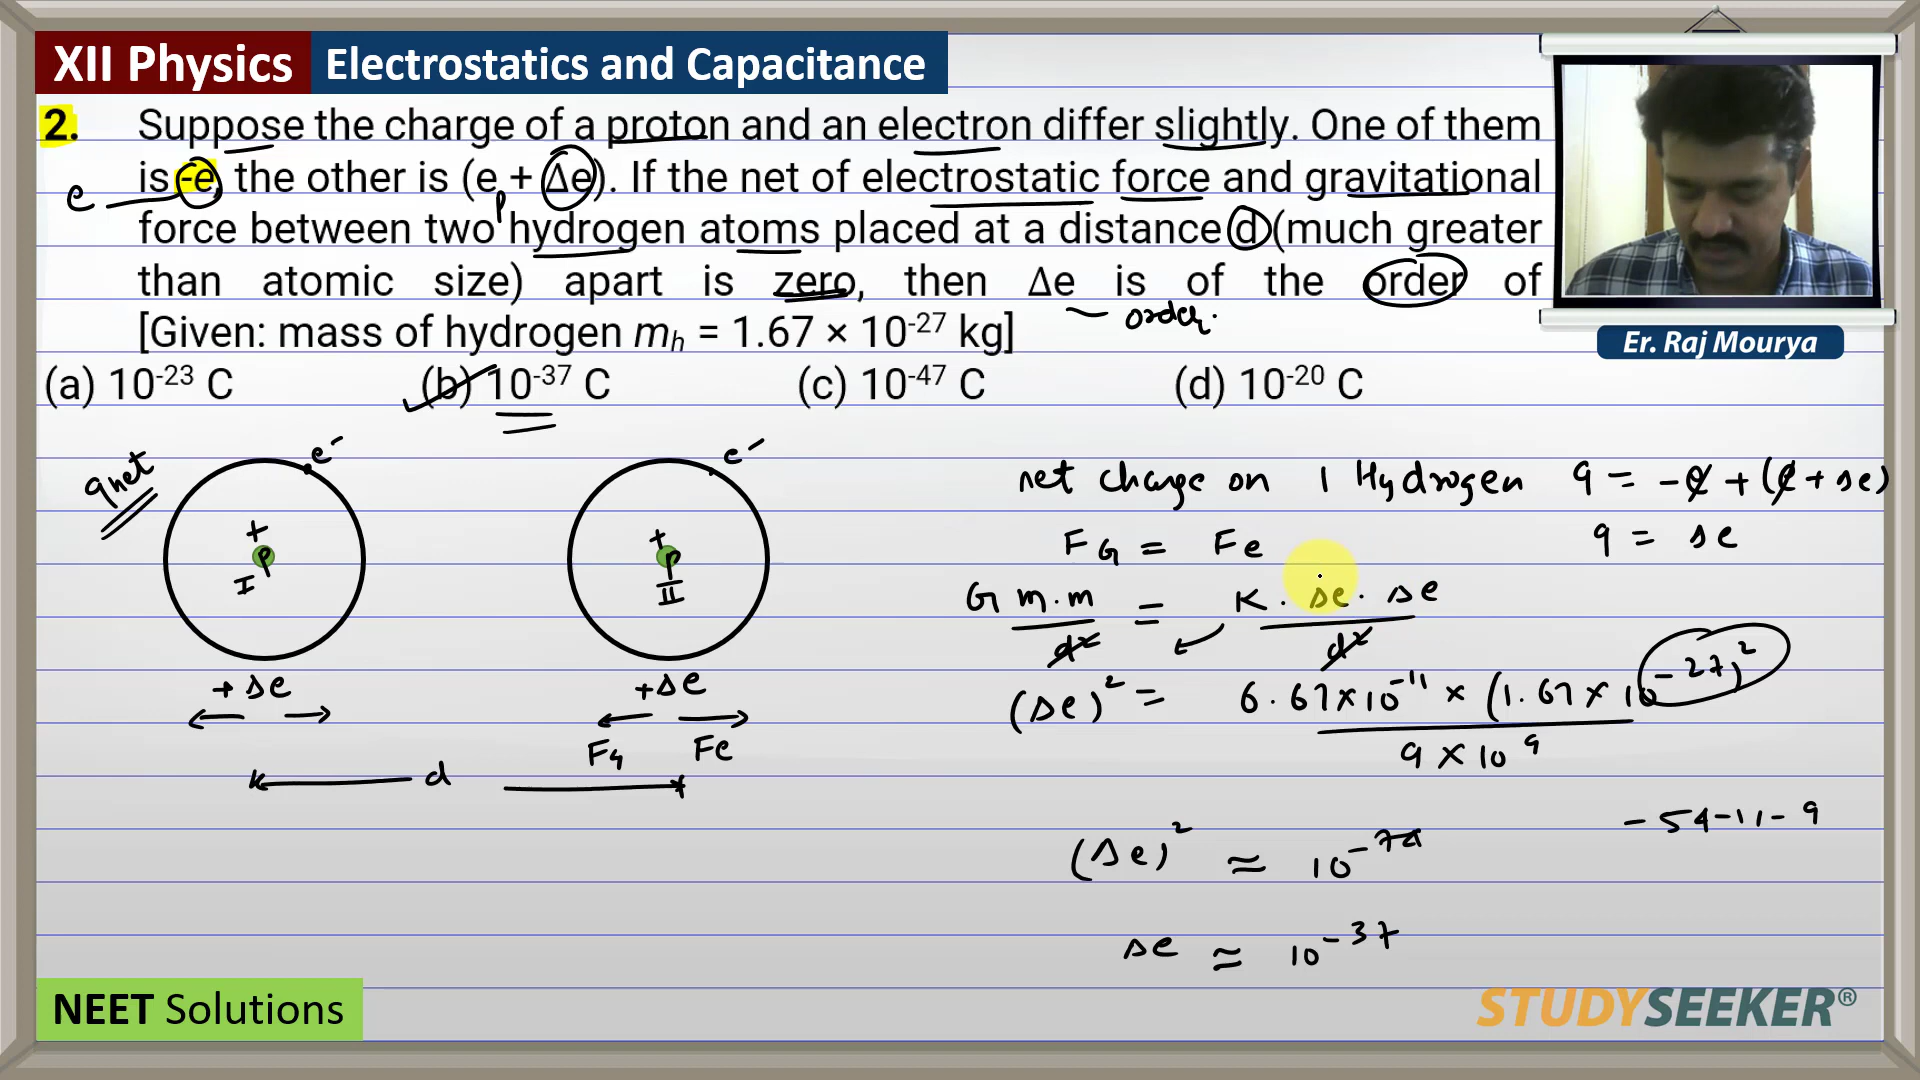 XII Physics Electrostatics and Capacitance
2. Suppose the charge of a proton and an electron differ slightly. One of them
is -e, the other is (e + Δe). If the net of electrostatic force and gravitational
e
p
force between two hydrogen atoms placed at a distance d (much greater
than atomic size) apart is zero, then Δe is of the order of
order.
[Given: mass of hydrogen mₕ = 1.67 × 10⁻²⁷ kg]
Er. Raj Mourya
(a) 10⁻²³ C (b) 10⁻³⁷ C (c) 10⁻⁴⁷ C (d) 10⁻²⁰ C
qnet e⁻ e⁻
net charge on 1 Hydrogen q = -e + (e + Δe)
+ p I + p II
F_G = Fe q = Δe
G m.m / d² = K . Δe . Δe / d²
+ Δe +Δe
(Δe)² = 6.67×10⁻¹¹ × (1.67 × 10⁻²⁷)² / 9 × 10⁹
F_G Fe
d
-54-11-9
(Δe)² ≈ 10⁻⁷⁴
Δe ≈ 10⁻³⁷
NEET Solutions
STUDYSEEKER®